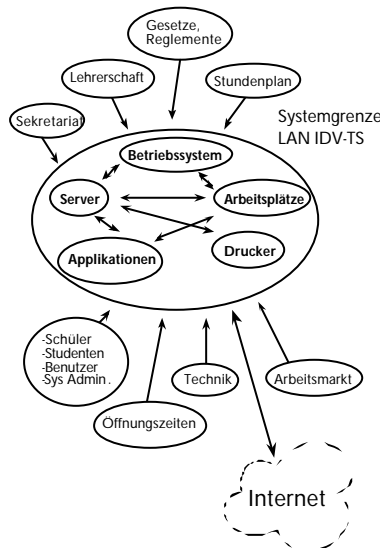 Gesetze,
Reglemente
Lehrerschaft
Stundenplan
Sekretariat
Systemgrenze
LAN IDV-TS
Betriebssystem
Server
Arbeitsplätze
Applikationen
Drucker
-Schüler
-Studenten
-Benutzer
-Sys Admin.
Technik
Arbeitsmarkt
Öffnungszeiten
Internet